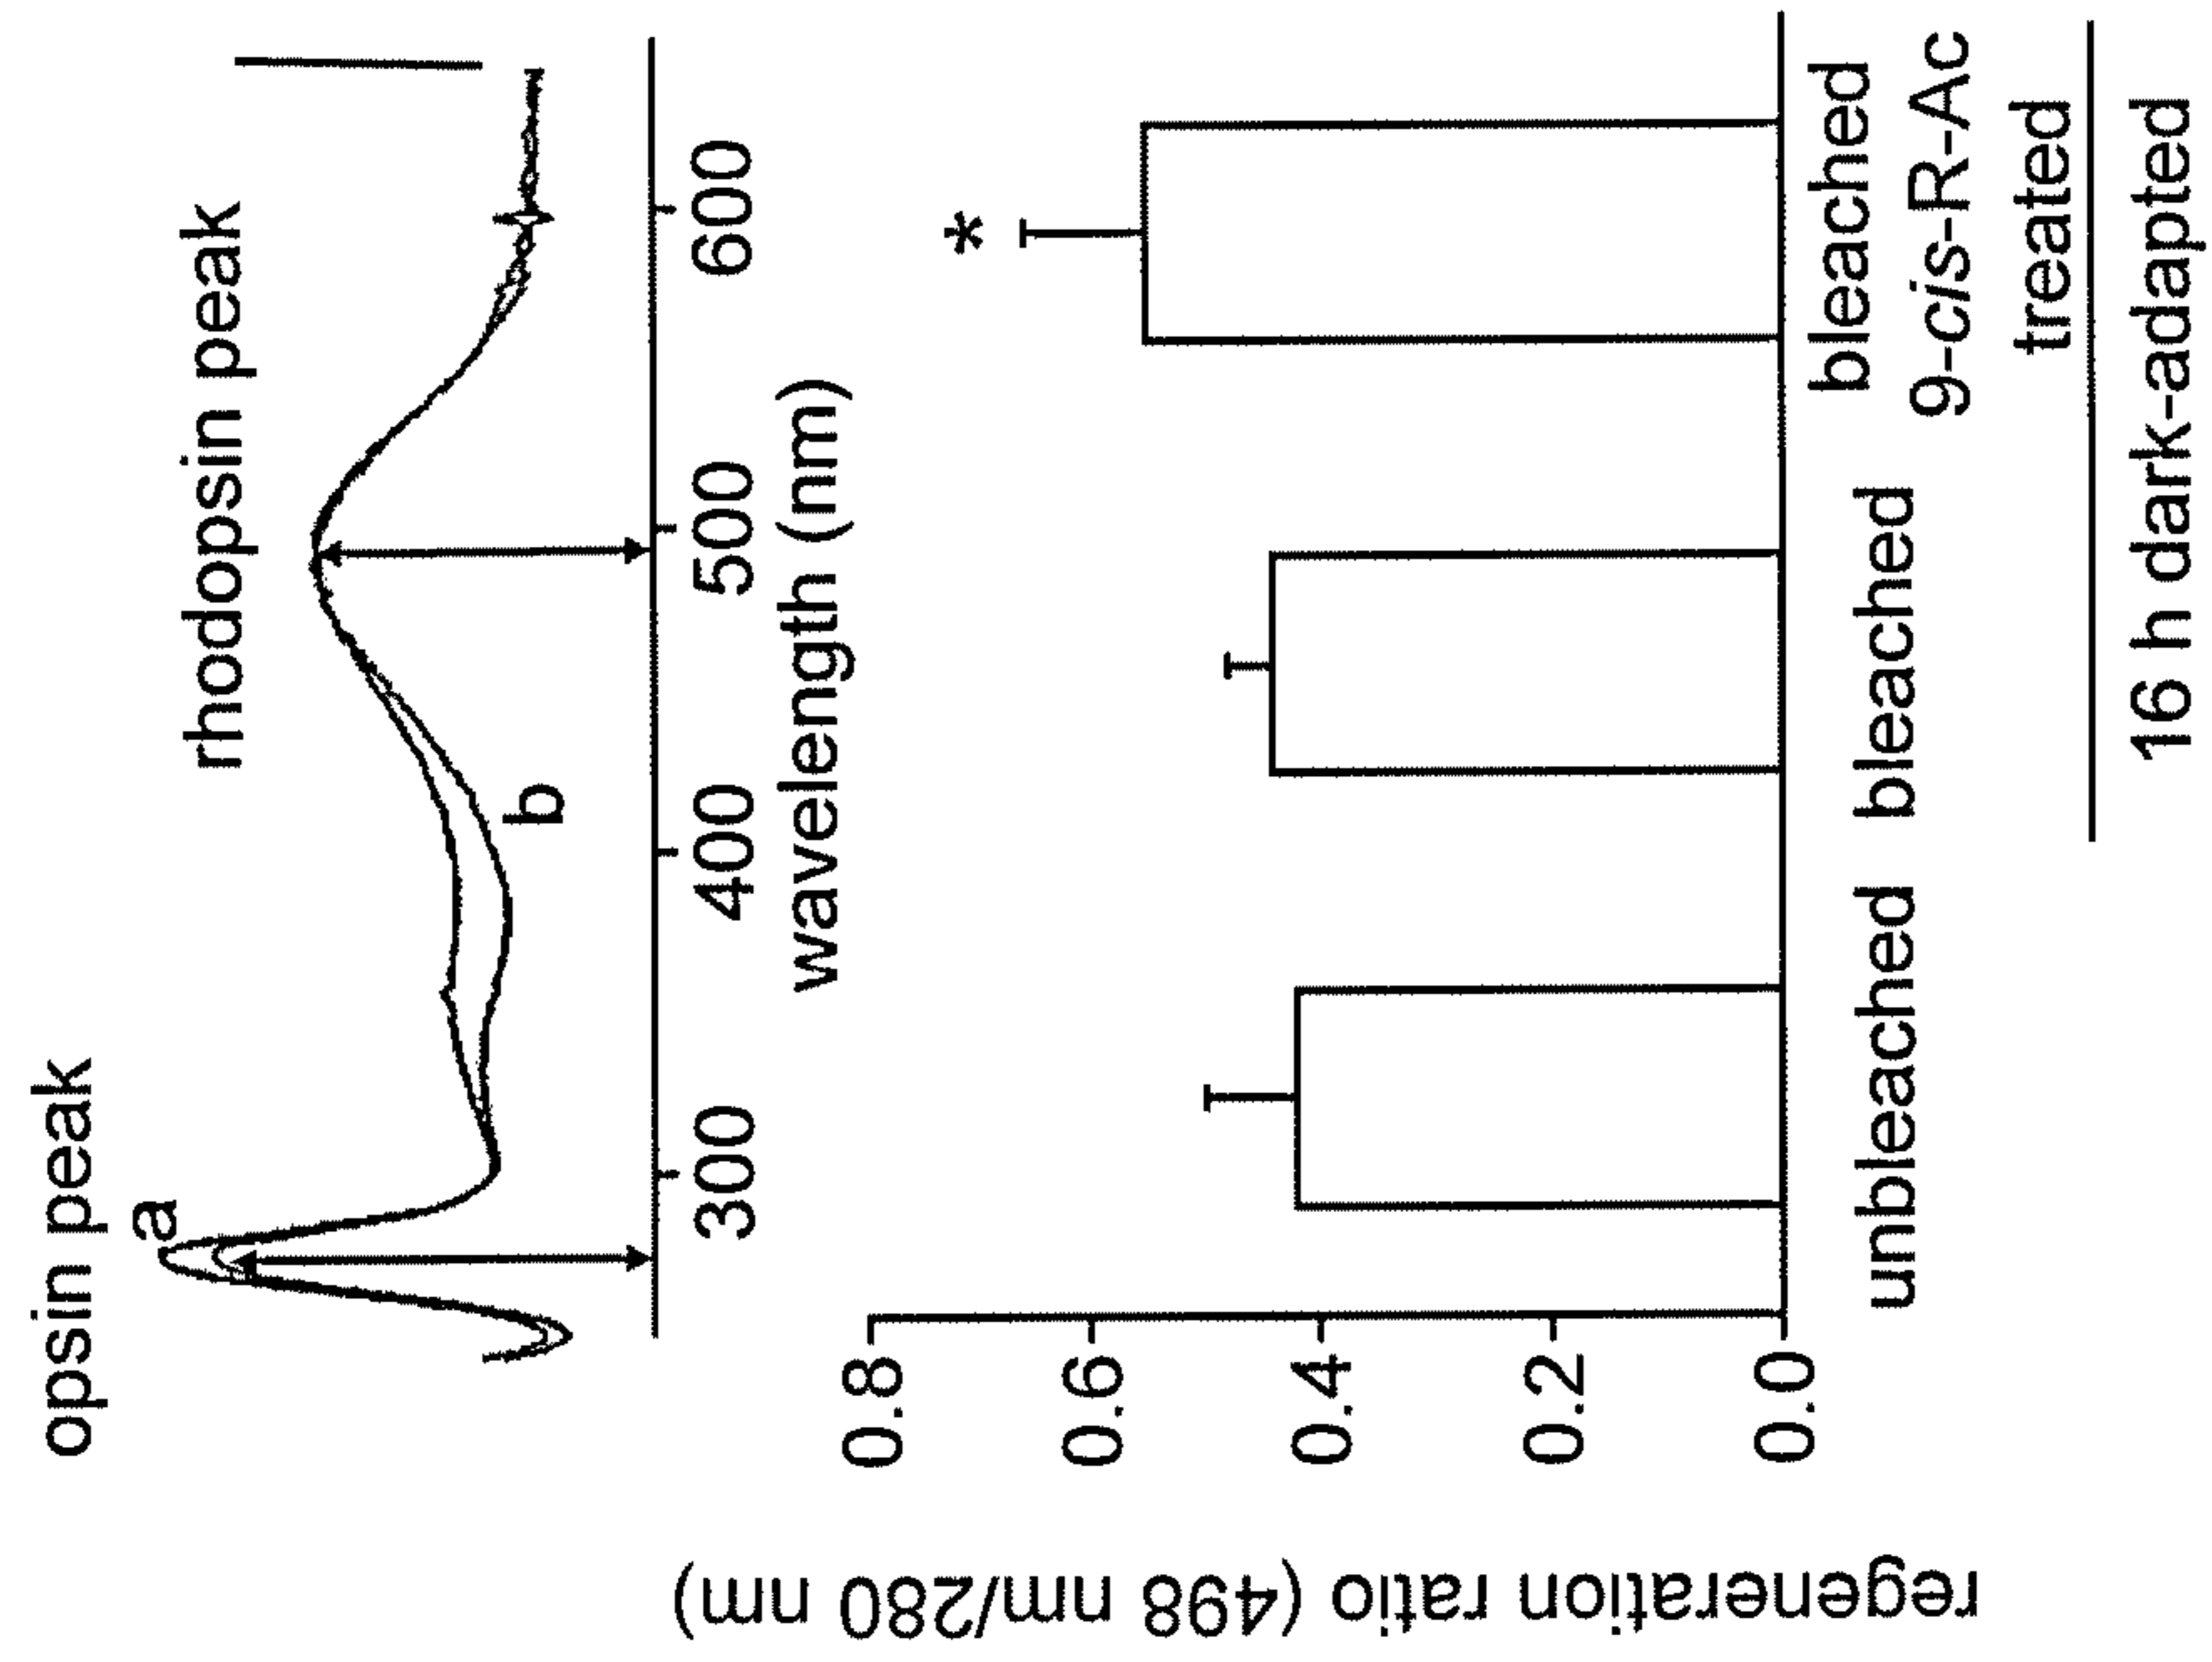 opsin peak
a
rhodopsin peak
b
300
400
500
600
wavelength (nm)
regeneration ratio (498 nm/280 nm)
0.8
0.6
0.4
0.2
0.0
*
unbleached
bleached
bleached
9-cis-R-Ac
treated
16 h dark-adapted